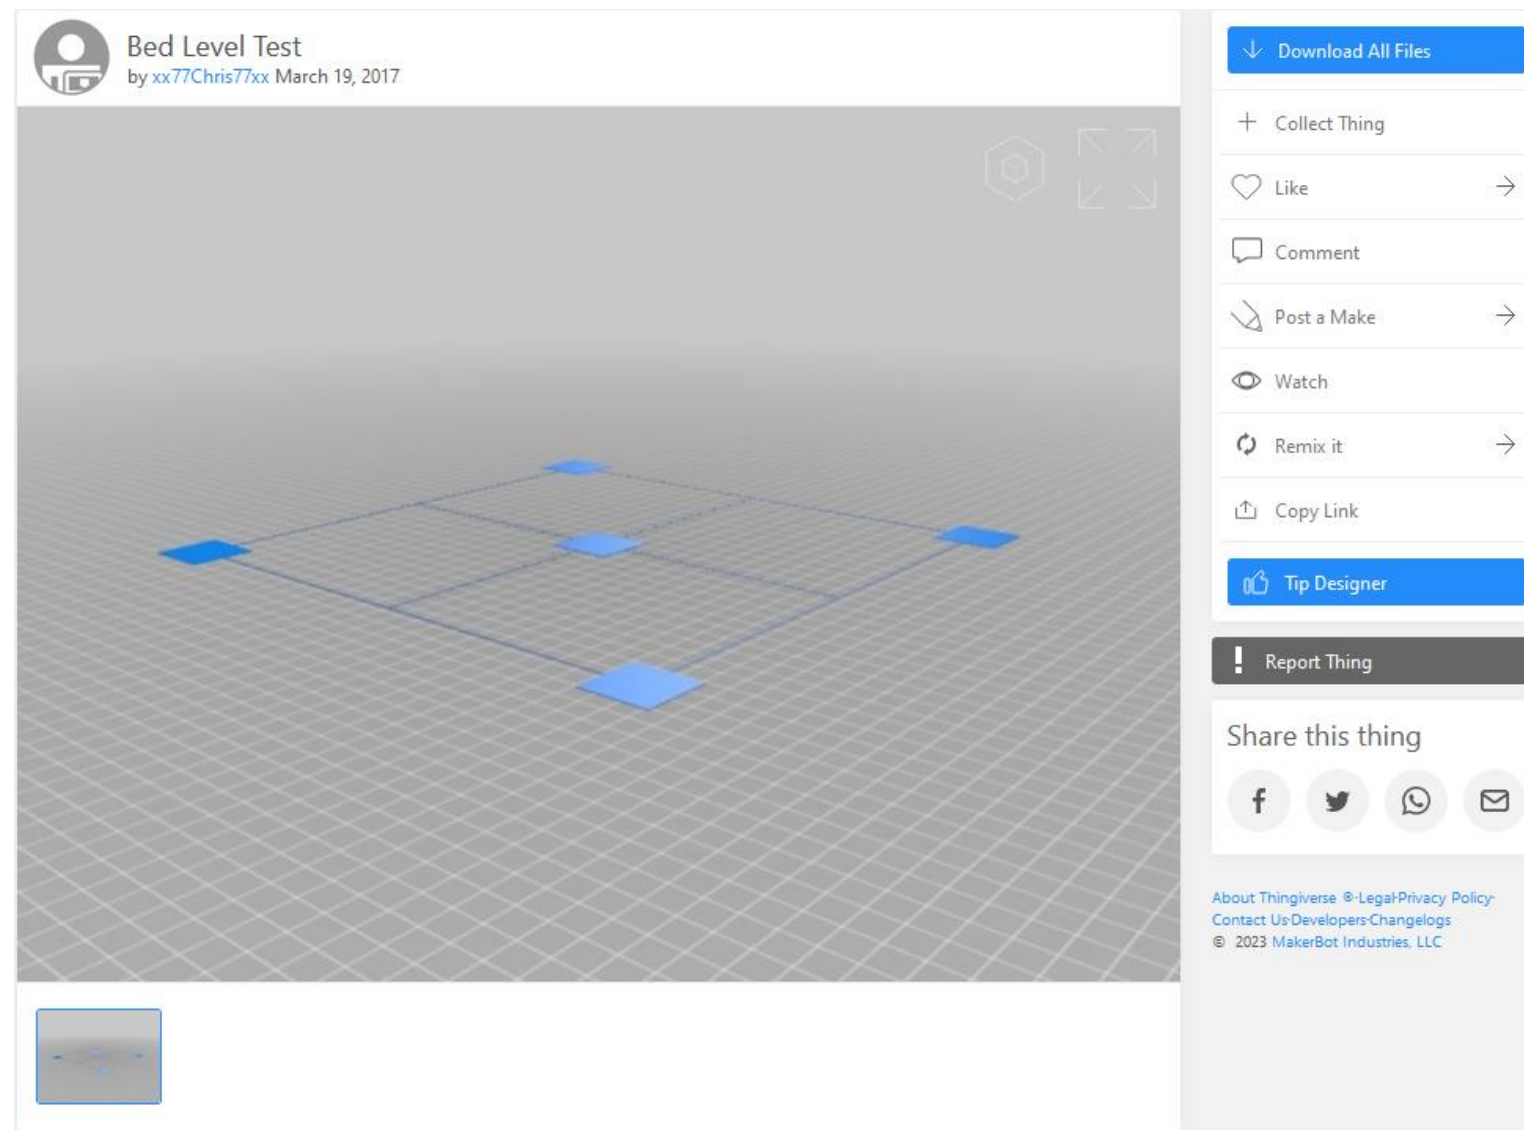 Bed Level Test
by xx77Chris77xx March 19, 2017
Download All Files
Collect Thing
Like
Comment
Post a Make
Watch
Remix it
Copy Link
Tip Designer
Report Thing
Share this thing
About Thingiverse ®·Legal·Privacy Policy·
Contact Us·Developers·Changelogs
© 2023 MakerBot Industries, LLC